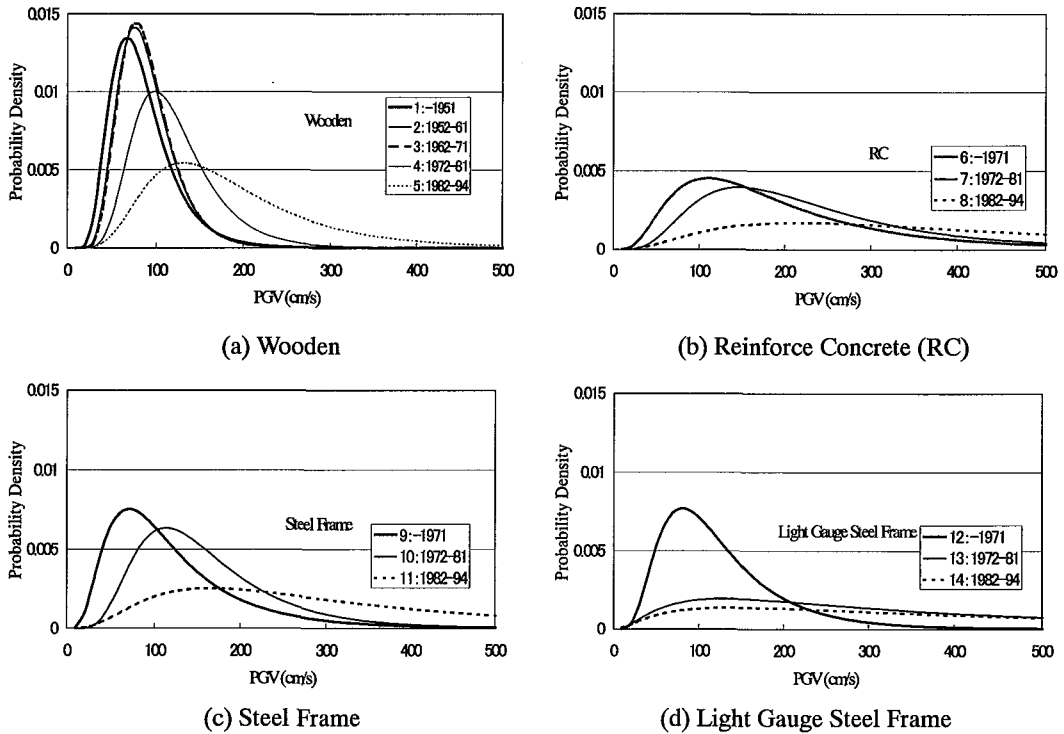 0.015
0.01
0.005
0
Probability Density
Wooden
1:-1951
2:1952-61
3:1962-71
4:1972-81
5:1982-94
0 100 200 300 400 500
PGV(cm/s)
(a) Wooden
0.015
0.01
0.005
0
Probability Density
RC
6:-1971
7:1972-81
8:1982-94
0 100 200 300 400 500
PGV(cm/s)
(b) Reinforce Concrete (RC)
0.015
0.01
0.005
0
Probability Density
Steel Frame
9:-1971
10:1972-81
11:1982-94
0 100 200 300 400 500
PGV(cm/s)
(c) Steel Frame
0.015
0.01
0.005
0
Probability Density
Light Gauge Steel Frame
12:-1971
13:1972-81
14:1982-94
0 100 200 300 400 500
PGV(cm/s)
(d) Light Gauge Steel Frame